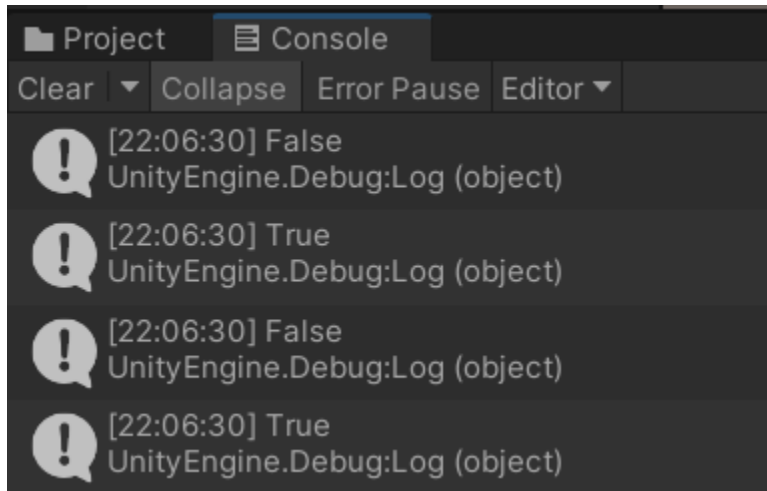 Project Console
Clear Collapse Error Pause Editor
[22:06:30] False
UnityEngine.Debug:Log (object)
[22:06:30] True
UnityEngine.Debug:Log (object)
[22:06:30] False
UnityEngine.Debug:Log (object)
[22:06:30] True
UnityEngine.Debug:Log (object)